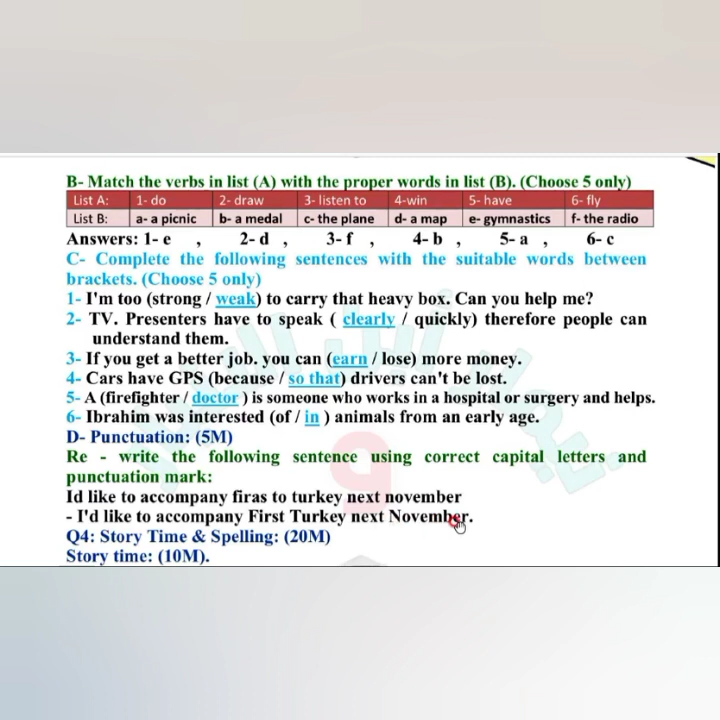 B- Match the verbs in list (A) with the proper words in list (B). (Choose 5 only)
List A: 1- do 2- draw 3- listen to 4-win 5- have 6- fly
List B: a- a picnic b- a medal c- the plane d- a map e- gymnastics f- the radio
Answers: 1- e , 2- d , 3- f , 4- b , 5- a , 6- c
C- Complete the following sentences with the suitable words between
brackets. (Choose 5 only)
1- I'm too (strong / weak) to carry that heavy box. Can you help me?
2- TV. Presenters have to speak ( clearly / quickly) therefore people can
understand them.
3- If you get a better job. you can (earn / lose) more money.
4- Cars have GPS (because / so that) drivers can't be lost.
5- A (firefighter / doctor ) is someone who works in a hospital or surgery and helps.
6- Ibrahim was interested (of / in ) animals from an early age.
D- Punctuation: (5M)
Re - write the following sentence using correct capital letters and
punctuation mark:
Id like to accompany firas to turkey next november
- I'd like to accompany First Turkey next November.
Q4: Story Time & Spelling: (20M)
Story time: (10M).